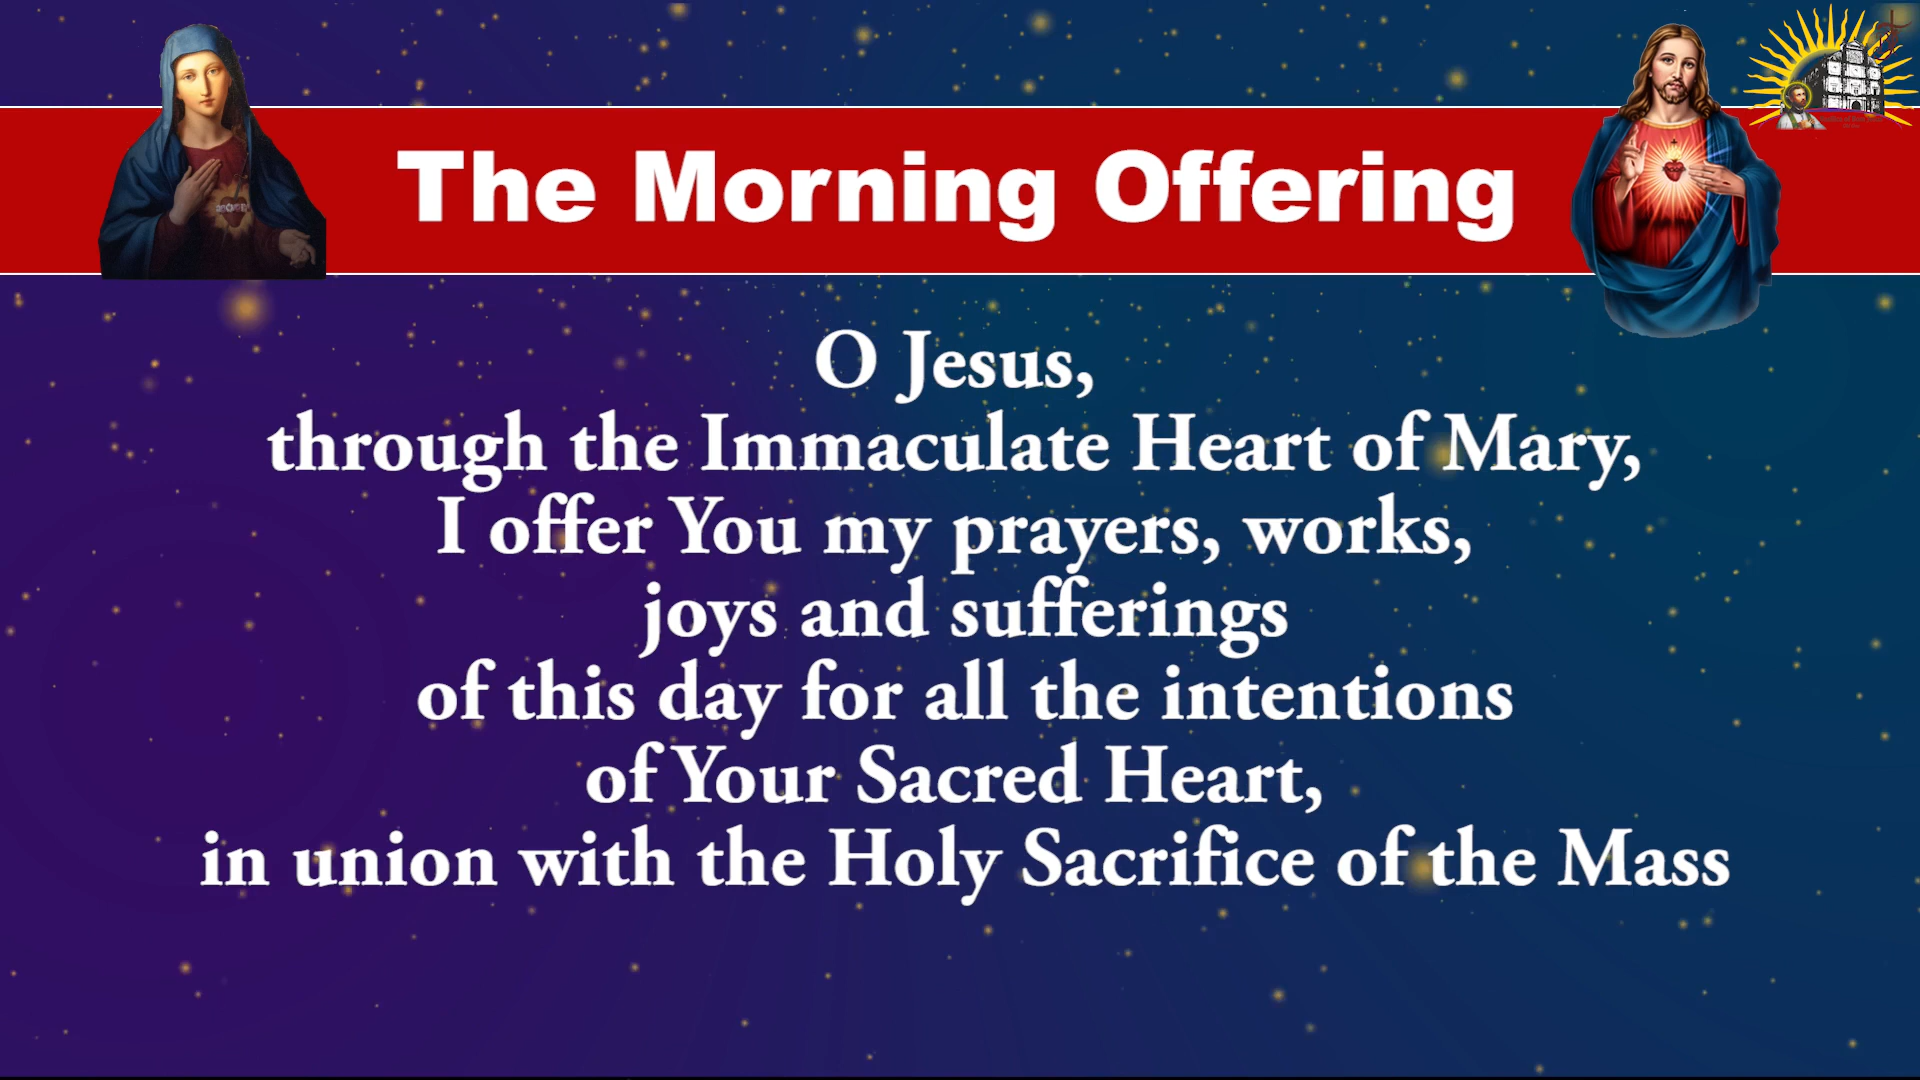 The Morning Offering
O Jesus,
through the Immaculate Heart of Mary,
I offer You my prayers, works,
joys and sufferings
of this day for all the intentions
of Your Sacred Heart,
in union with the Holy Sacrifice of the Mass